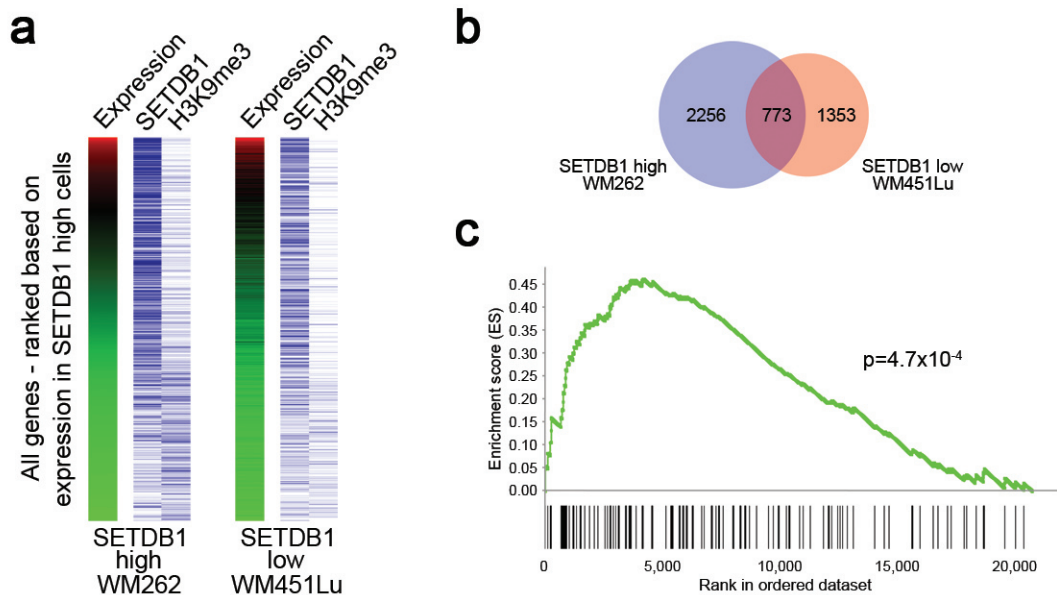 a
Expression
SETDB1
H3K9me3
Expression
SETDB1
H3K9me3
All genes - ranked based on
expression in SETDB1 high cells
SETDB1
high
WM262
SETDB1
low
WM451Lu
b
2256
773
1353
SETDB1 high
WM262
SETDB1 low
WM451Lu
c
Enrichment score (ES)
0.45
0.40
0.35
0.30
0.25
0.20
0.15
0.10
0.05
0.00
p=4.7x10⁻⁴
0
5,000
10,000
15,000
20,000
Rank in ordered dataset